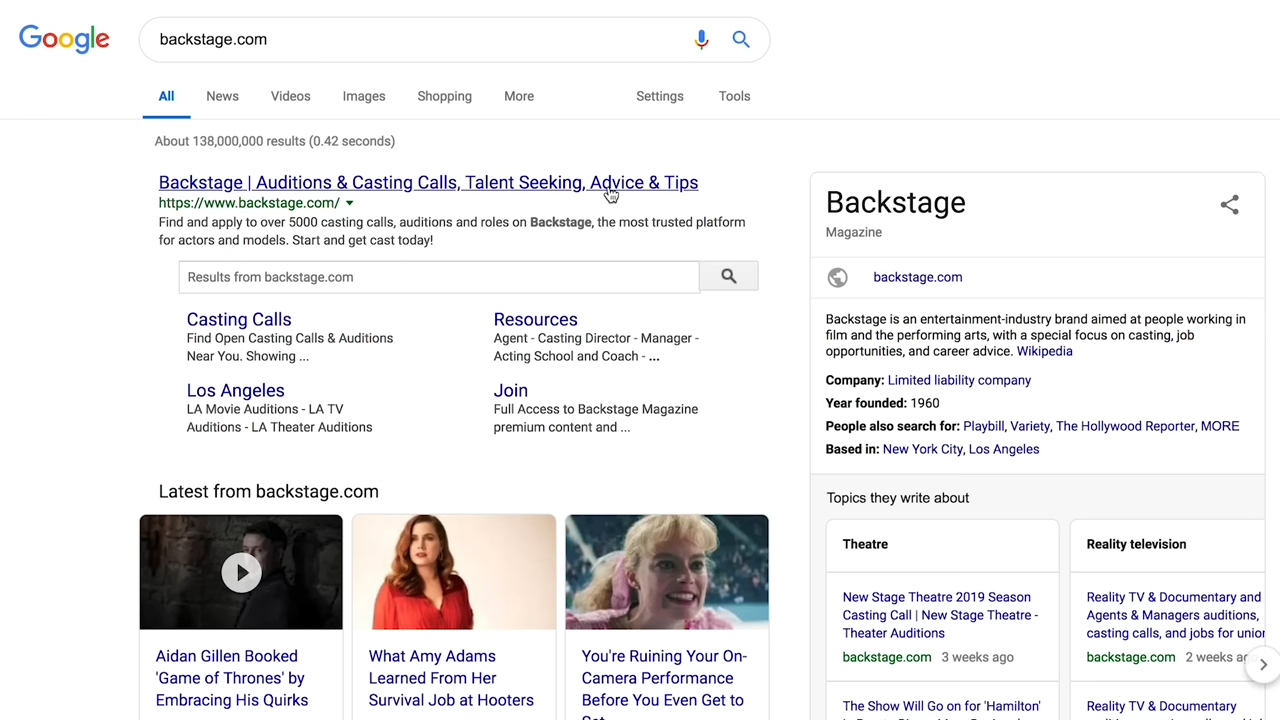 Google
backstage.com
All
News
Videos
Images
Shopping
More
Settings
Tools
About 138,000,000 results (0.42 seconds)
Backstage | Auditions & Casting Calls, Talent Seeking, Advice & Tips
https://www.backstage.com/
Find and apply to over 5000 casting calls, auditions and roles on Backstage, the most trusted platform
for actors and models. Start and get cast today!
Results from backstage.com
Casting Calls
Find Open Casting Calls & Auditions
Near You. Showing ...
Resources
Agent - Casting Director - Manager -
Acting School and Coach - ...
Los Angeles
LA Movie Auditions - LA TV
Auditions - LA Theater Auditions
Join
Full Access to Backstage Magazine
premium content and ...
Latest from backstage.com
Aidan Gillen Booked
'Game of Thrones' by
Embracing His Quirks
What Amy Adams
Learned From Her
Survival Job at Hooters
You're Ruining Your On-
Camera Performance
Before You Even Get to
Backstage
Magazine
backstage.com
Backstage is an entertainment-industry brand aimed at people working in
film and the performing arts, with a special focus on casting, job
opportunities, and career advice. Wikipedia
Company: Limited liability company
Year founded: 1960
People also search for: Playbill, Variety, The Hollywood Reporter, MORE
Based in: New York City, Los Angeles
Topics they write about
Theatre
New Stage Theatre 2019 Season
Casting Call | New Stage Theatre -
Theater Auditions
backstage.com 3 weeks ago
The Show Will Go on for 'Hamilton'
Reality television
Reality TV & Documentary and
Agents & Managers auditions,
casting calls, and jobs for
backstage.com 2 weeks
Reality TV & Documentary